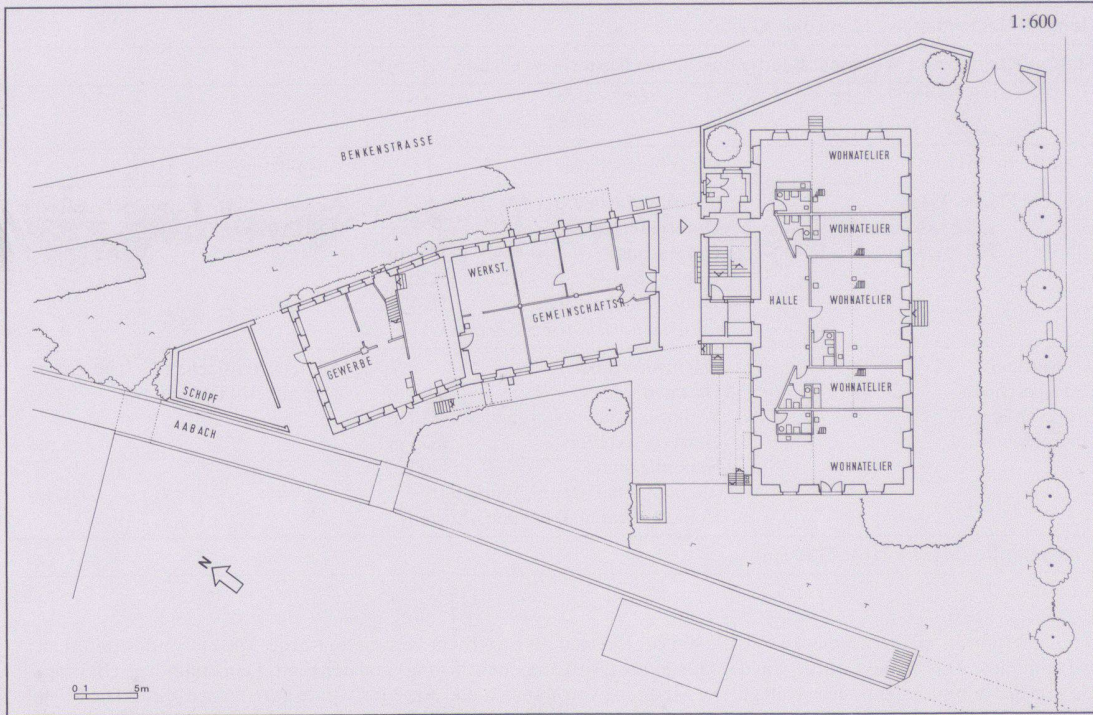 1:600
BENKENSTRASSE
WOHNATELIER
WOHNATELIER
WERKST.
HALLE
WOHNATELIER
GEMEINSCHAFTSR.
GEWERBE
WOHNATELIER
SCHOPF
AABACH
WOHNATELIER
N
0 1 5m